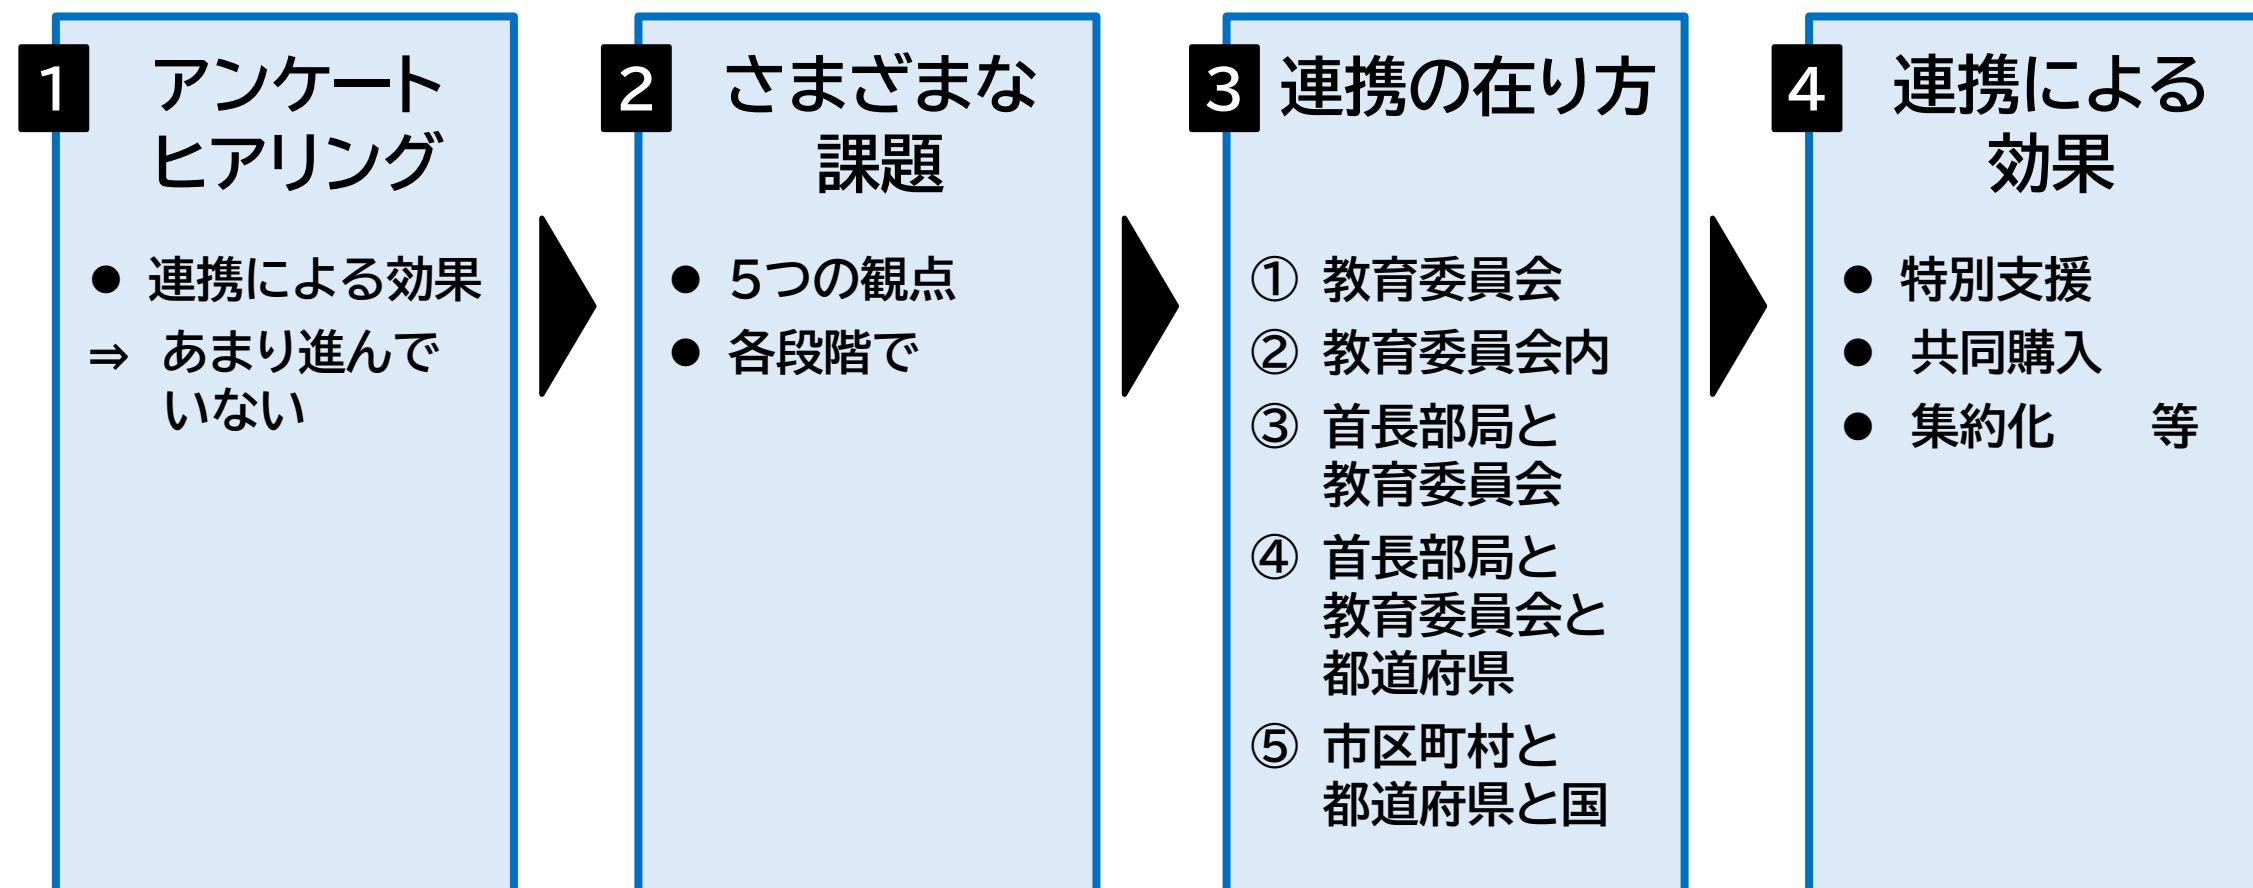 1
アンケート
ヒアリング
● 連携による効果
⇒ あまり進んで
いない
2
さまざまな
課題
● 5つの観点
● 各段階で
3
連携の在り方
① 教育委員会
② 教育委員会内
③ 首長部局と
教育委員会
④ 首長部局と
教育委員会と
都道府県
⑤ 市区町村と
都道府県と国
4
連携による
効果
● 特別支援
● 共同購入
● 集約化　　等